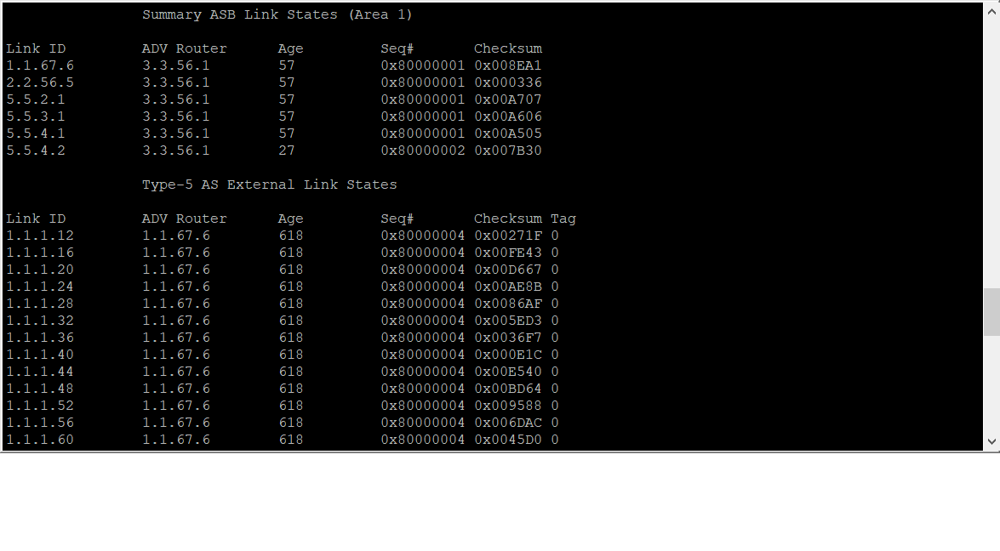 Summary ASB Link States (Area 1)
Link ID ADV Router Age Seq# Checksum
1.1.67.6 3.3.56.1 57 0x80000001 0x008EA1
2.2.56.5 3.3.56.1 57 0x80000001 0x000336
5.5.2.1 3.3.56.1 57 0x80000001 0x00A707
5.5.3.1 3.3.56.1 57 0x80000001 0x00A606
5.5.4.1 3.3.56.1 57 0x80000001 0x00A505
5.5.4.2 3.3.56.1 27 0x80000002 0x007B30
Type-5 AS External Link States
Link ID ADV Router Age Seq# Checksum Tag
1.1.1.12 1.1.67.6 618 0x80000004 0x00271F 0
1.1.1.16 1.1.67.6 618 0x80000004 0x00FE43 0
1.1.1.20 1.1.67.6 618 0x80000004 0x00D667 0
1.1.1.24 1.1.67.6 618 0x80000004 0x00AE8B 0
1.1.1.28 1.1.67.6 618 0x80000004 0x0086AF 0
1.1.1.32 1.1.67.6 618 0x80000004 0x005ED3 0
1.1.1.36 1.1.67.6 618 0x80000004 0x0036F7 0
1.1.1.40 1.1.67.6 618 0x80000004 0x000E1C 0
1.1.1.44 1.1.67.6 618 0x80000004 0x00E540 0
1.1.1.48 1.1.67.6 618 0x80000004 0x00BD64 0
1.1.1.52 1.1.67.6 618 0x80000004 0x009588 0
1.1.1.56 1.1.67.6 618 0x80000004 0x006DAC 0
1.1.1.60 1.1.67.6 618 0x80000004 0x0045D0 0